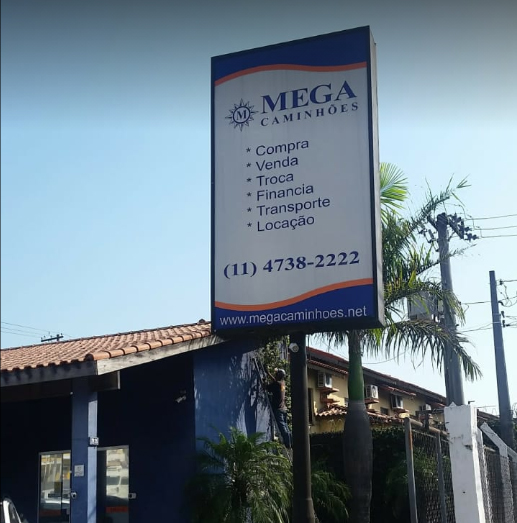 M
MEGA
CAMINHÕES
* Compra
* Venda
* Troca
* Financia
* Transporte
* Locação
(11) 4738-2222
www.megacaminhoes.net